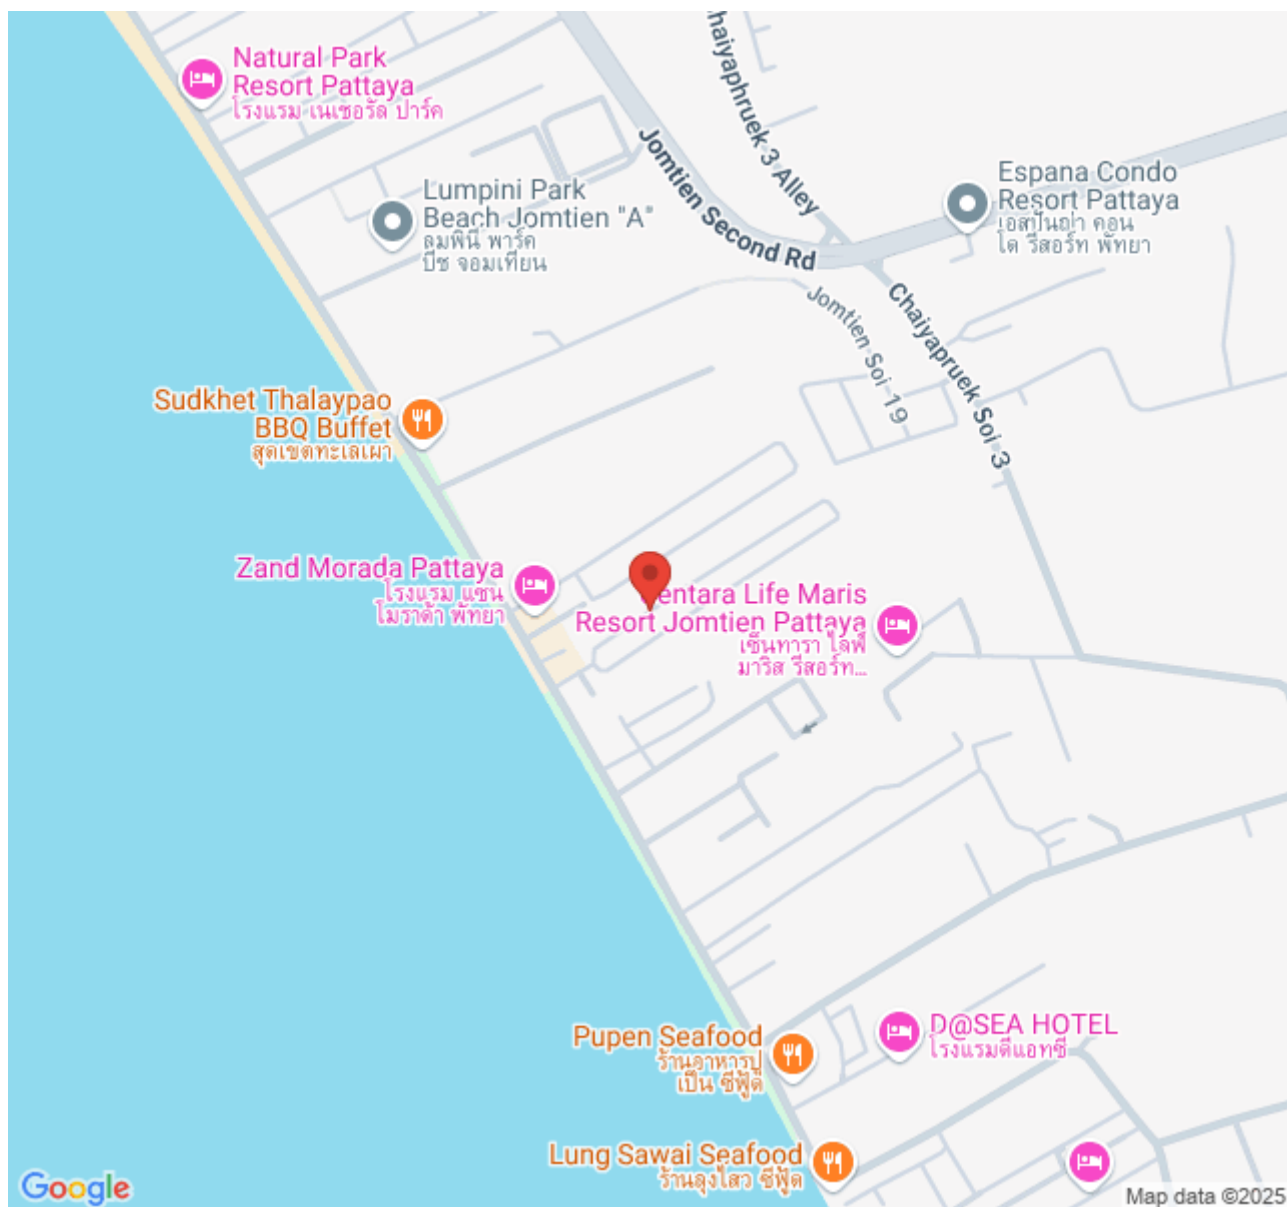 Natural Park
Resort Pattaya
โรงแรม เนเชอรัล ปาร์ค
Chaiyaphruek 3 Alley
Jomtien Second Rd
Lumpini Park
Beach Jomtien "A"
ลุมพินี พาร์ค
บีช จอมเทียน
Espana Condo
Resort Pattaya
เอสปันญ่า คอน
โด รีสอร์ท พัทยา
Jomtien Soi 19
Chaiyapruek Soi 3
Sudkhet Thalaypao
BBQ Buffet
สุดเขตทะเลเผา
Zand Morada Pattaya
โรงแรม แซน
โมราด้า พัทยา
Centara Life Maris
Resort Jomtien Pattaya
เซ็นทารา ไลฟ์
มาริส รีสอร์ท...
Pupen Seafood
ร้านอาหารปู
เป็น ซีฟู้ด
D@SEA HOTEL
โรงแรมดีแอทซี
Lung Sawai Seafood
ร้านลุงไสว ซีฟู้ด
Google
Map data ©2025